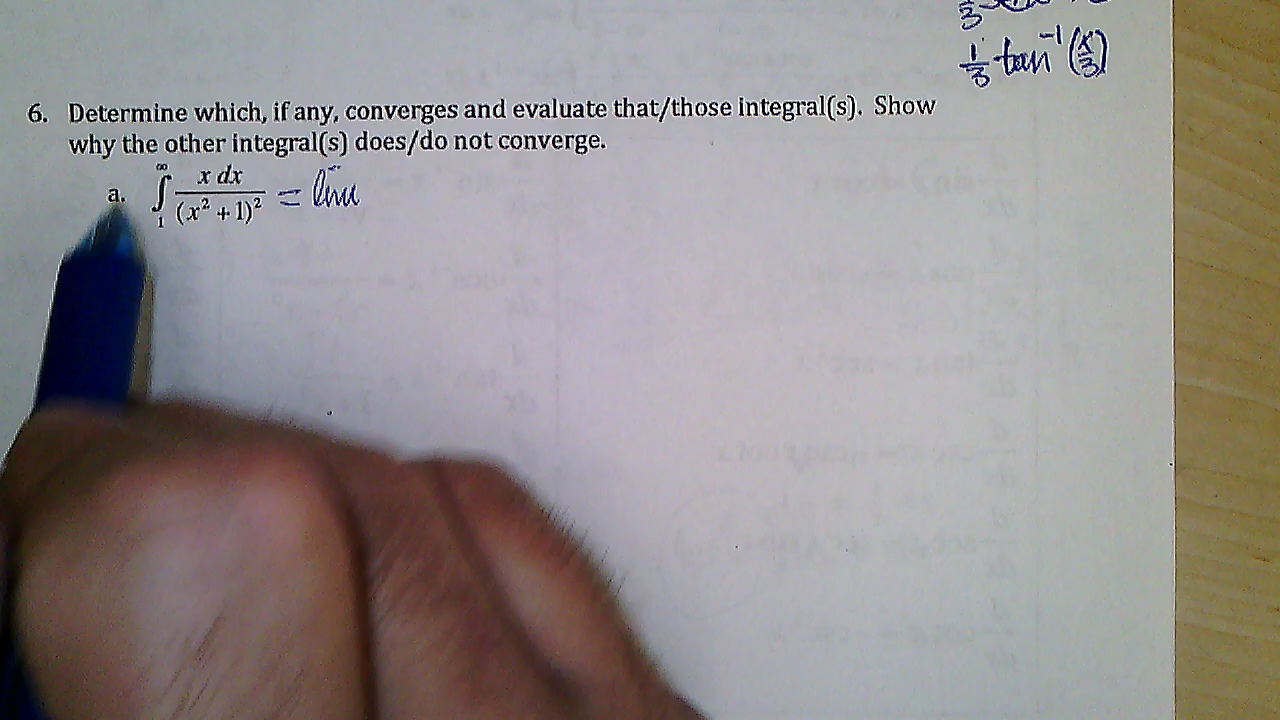 1/3 tan⁻¹(x/3)
6. Determine which, if any, converges and evaluate that/those integral(s). Show
why the other integral(s) does/do not converge.
a. ∫₁^∞ x dx / (x² + 1)² = lim